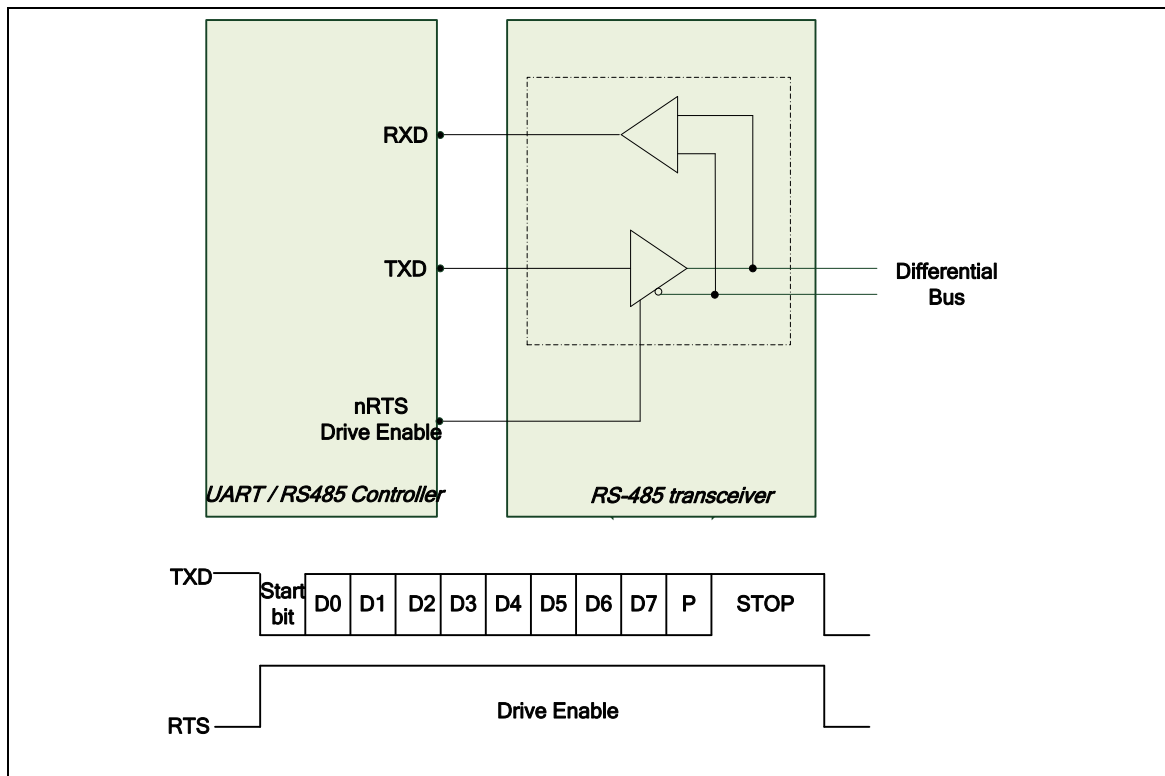 RXD
TXD
Differential
Bus
nRTS
Drive Enable
UART / RS485 Controller
RS-485 transceiver
TXD
Start
bit
D0 D1 D2 D3 D4 D5 D6 D7 P STOP
RTS
Drive Enable